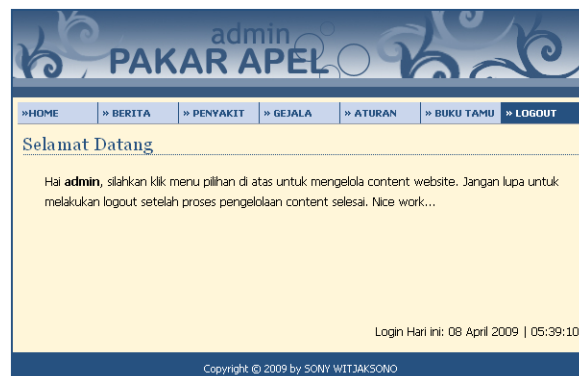 admin
PAKAR APEL
»HOME » BERITA » PENYAKIT » GEJALA » ATURAN » BUKU TAMU » LOGOUT
Selamat Datang
Hai admin, silahkan klik menu pilihan di atas untuk mengelola content website. Jangan lupa untuk
melakukan logout setelah proses pengelolaan content selesai. Nice work...
Login Hari ini: 08 April 2009 | 05:39:10
Copyright © 2009 by SONY WITJAKSONO